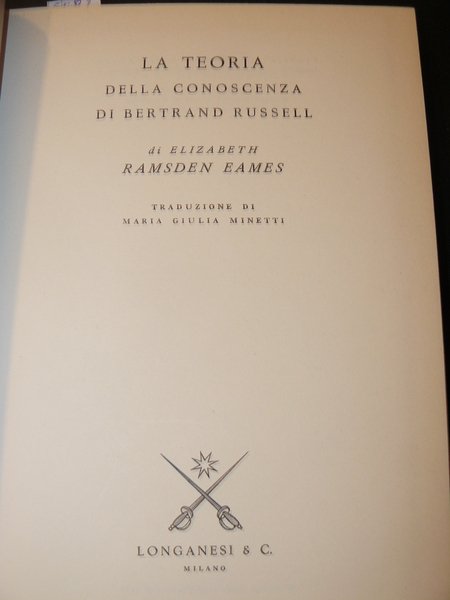 LA TEORIA
DELLA CONOSCENZA
DI BERTRAND RUSSELL
di ELIZABETH
RAMSDEN EAMES
TRADUZIONE DI
MARIA GIULIA MINETTI
LONGANESI & C.
MILANO